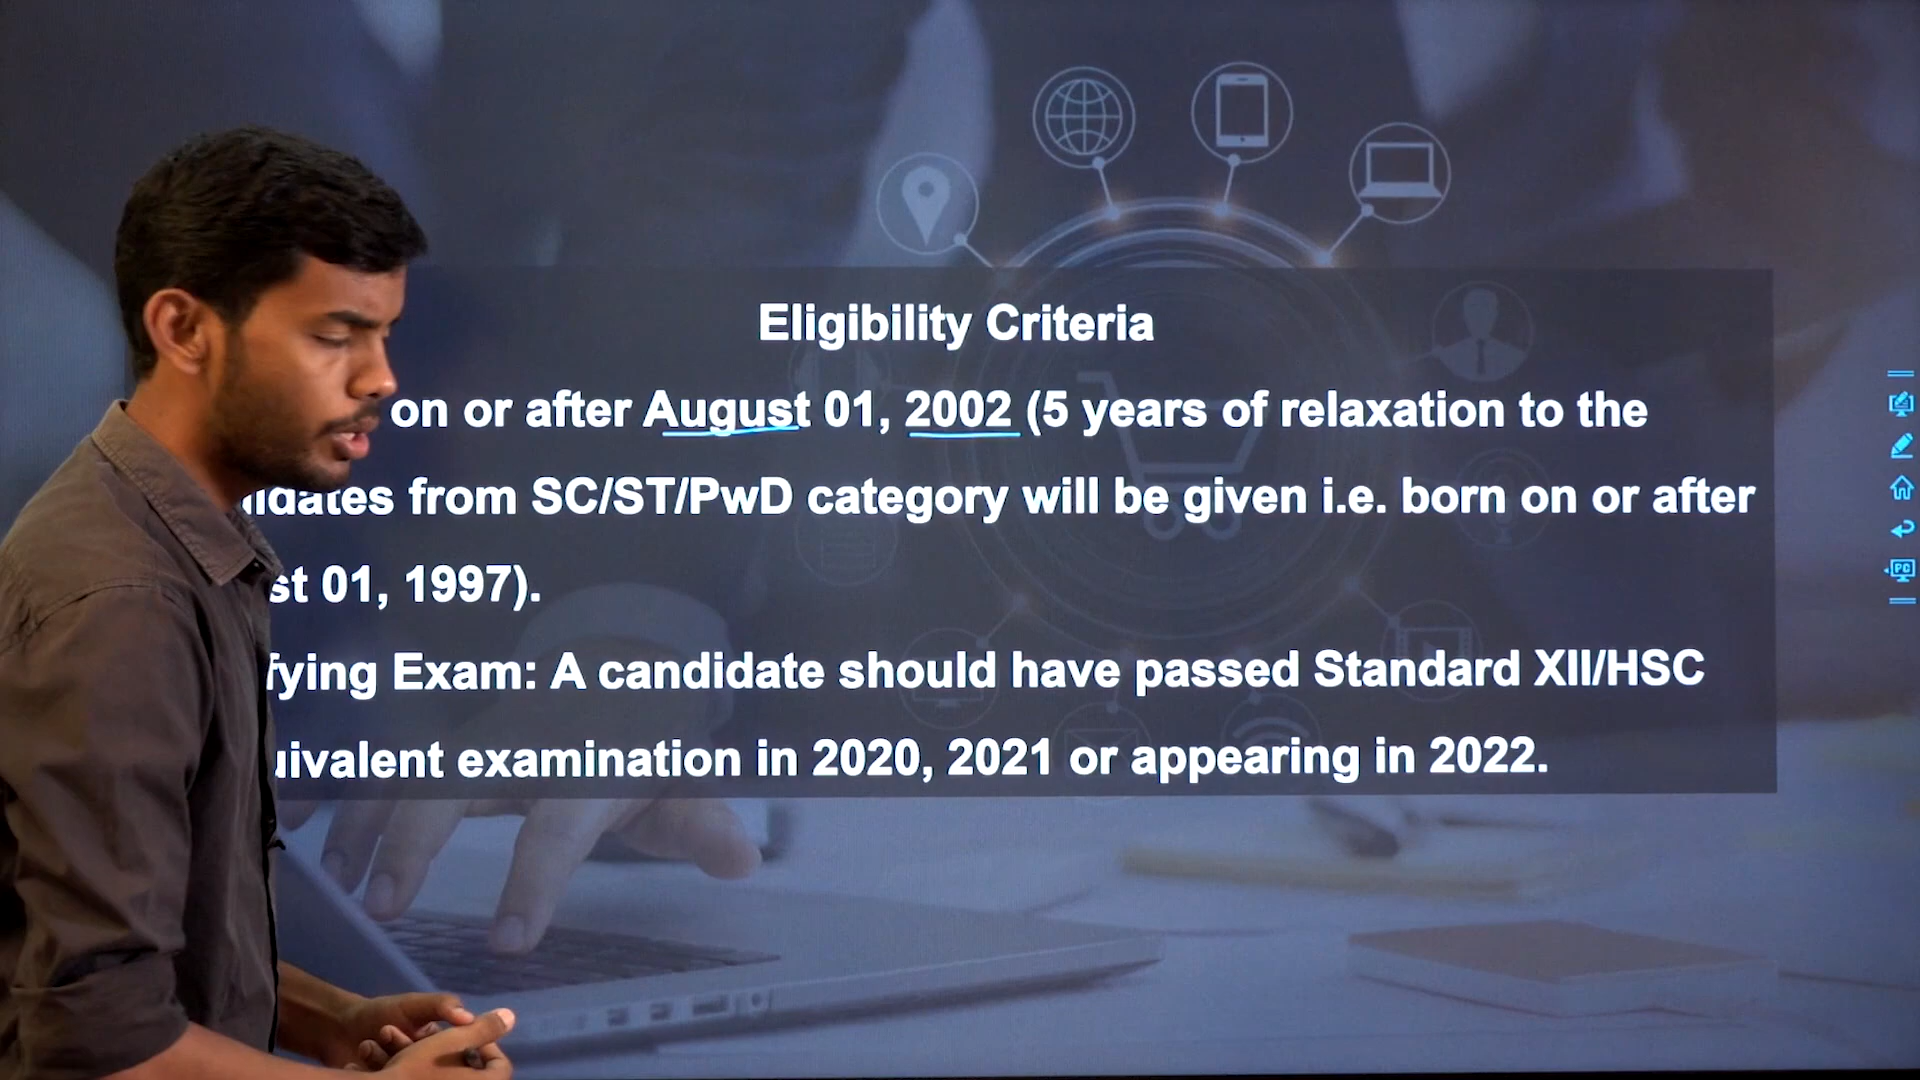 Eligibility Criteria
on or after August 01, 2002 (5 years of relaxation to the
from SC/ST/PwD category will be given i.e. born on or after
01, 1997).
Exam: A candidate should have passed Standard XII/HSC
examination in 2020, 2021 or appearing in 2022.
PC